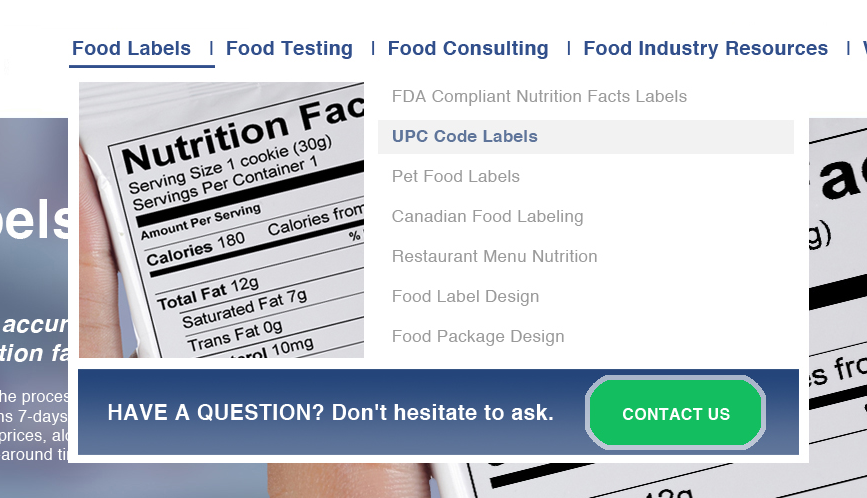 Food Labels | Food Testing | Food Consulting | Food Industry Resources |
FDA Compliant Nutrition Facts Labels
UPC Code Labels
Pet Food Labels
Canadian Food Labeling
Restaurant Menu Nutrition
Food Label Design
Food Package Design
Nutrition Fac
Serving Size 1 cookie (30g)
Servings Per Container 1
Amount Per Serving
Calories 180 Calories from
%
Total Fat 12g
Saturated Fat 7g
Trans Fat 0g
erol 10mg
HAVE A QUESTION? Don't hesitate to ask.
CONTACT US
bels
accur
tion fa
he proces
ns 7-days
prices, alo
around ti
ac
g)
s fro
12g